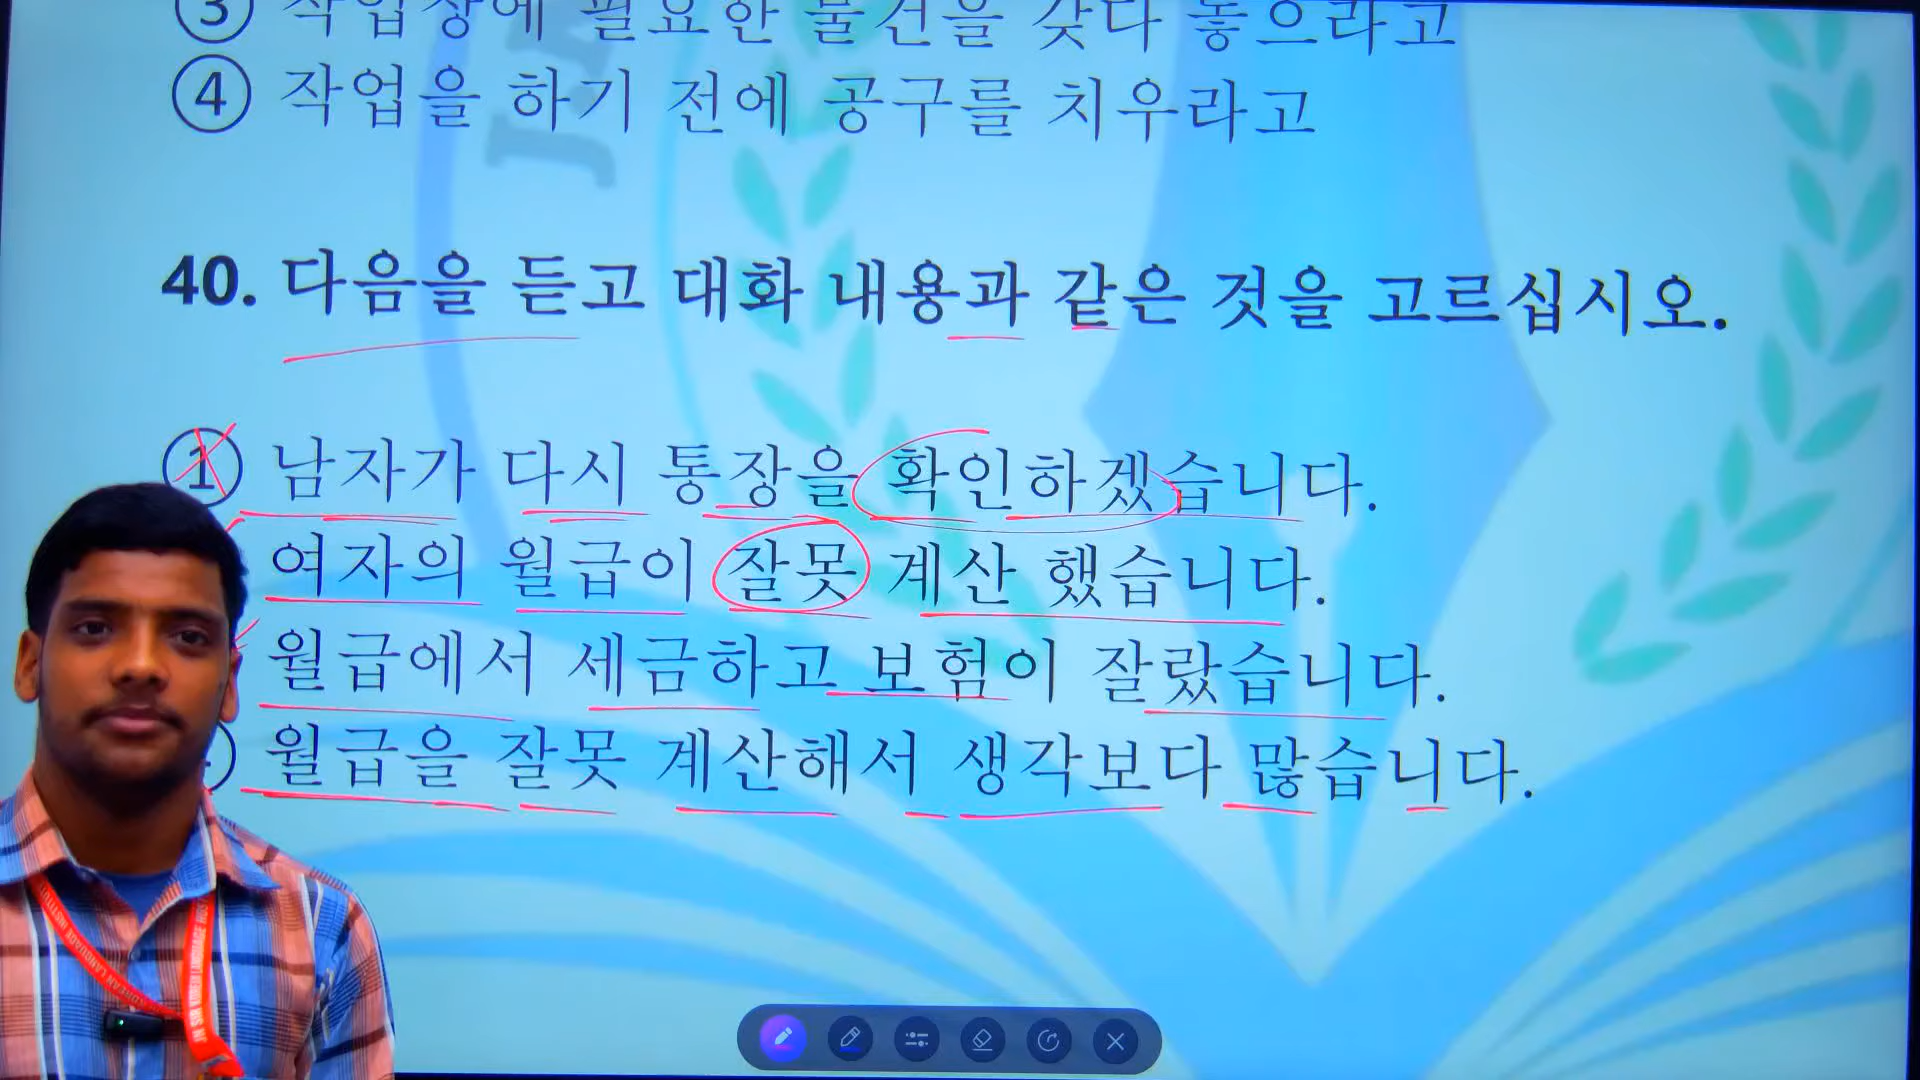 ③ 작업장에 필요한 물건을 갖다 놓으라고
④ 작업을 하기 전에 공구를 치우라고
40. 다음을 듣고 대화 내용과 같은 것을 고르십시오.
① 남자가 다시 통장을 확인하겠습니다.
여자의 월급이 잘못 계산 했습니다.
월급에서 세금하고 보험이 잘랐습니다.
월급을 잘못 계산해서 생각보다 많습니다.
KOREAN LANGUAGE INSTITUTE